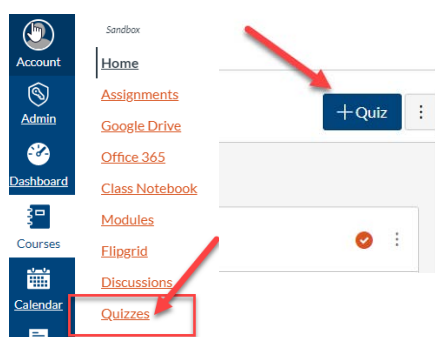 Sandbox
Account
Home
Admin
Assignments
Google Drive
Dashboard
Office 365
Class Notebook
Courses
Modules
Flipgrid
Discussions
Calendar
Quizzes
+ Quiz